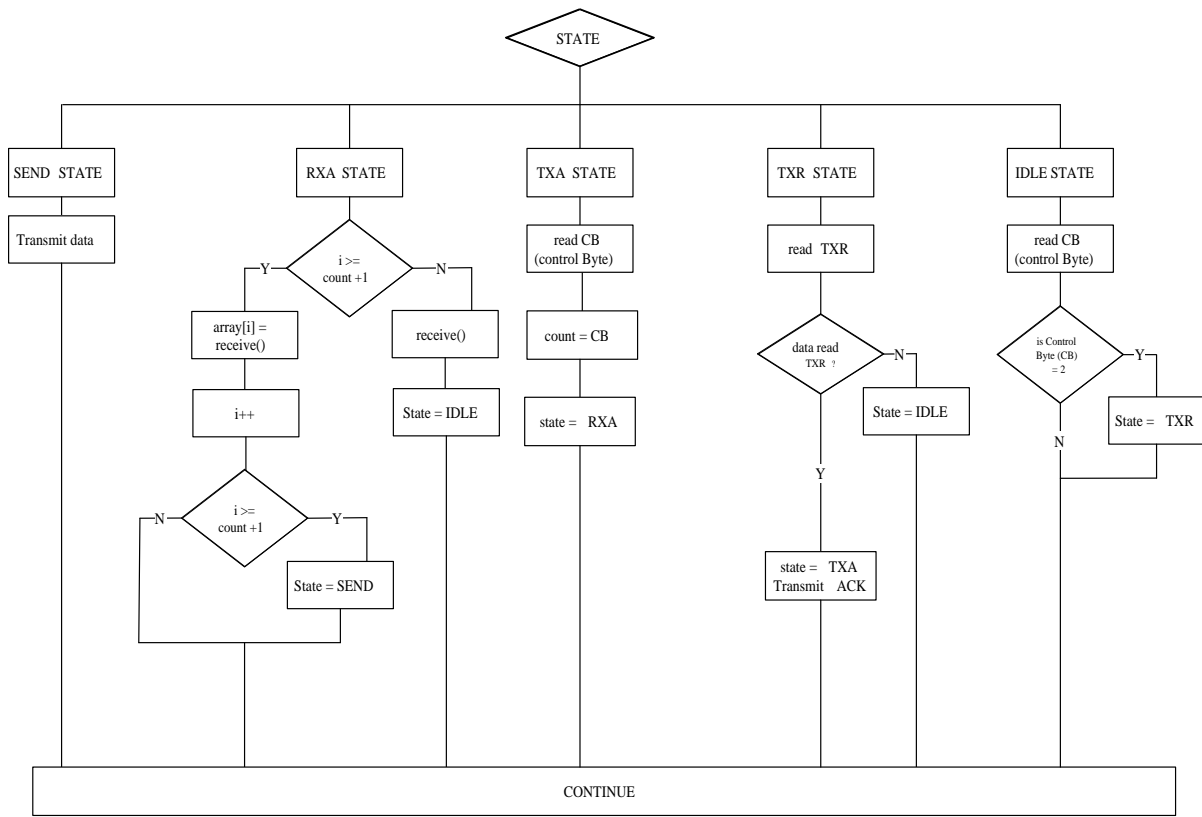 STATE
SEND STATE
Transmit data
RXA STATE
i >=
count +1
Y
N
array[i] =
receive()
i++
i >=
count +1
N
Y
State = SEND
receive()
State = IDLE
TXA STATE
read CB
(control Byte)
count = CB
state = RXA
TXR STATE
read TXR
data read
TXR ?
N
State = IDLE
Y
state = TXA
Transmit ACK
IDLE STATE
read CB
(control Byte)
is Control
Byte (CB)
= 2
Y
State = TXR
N
CONTINUE